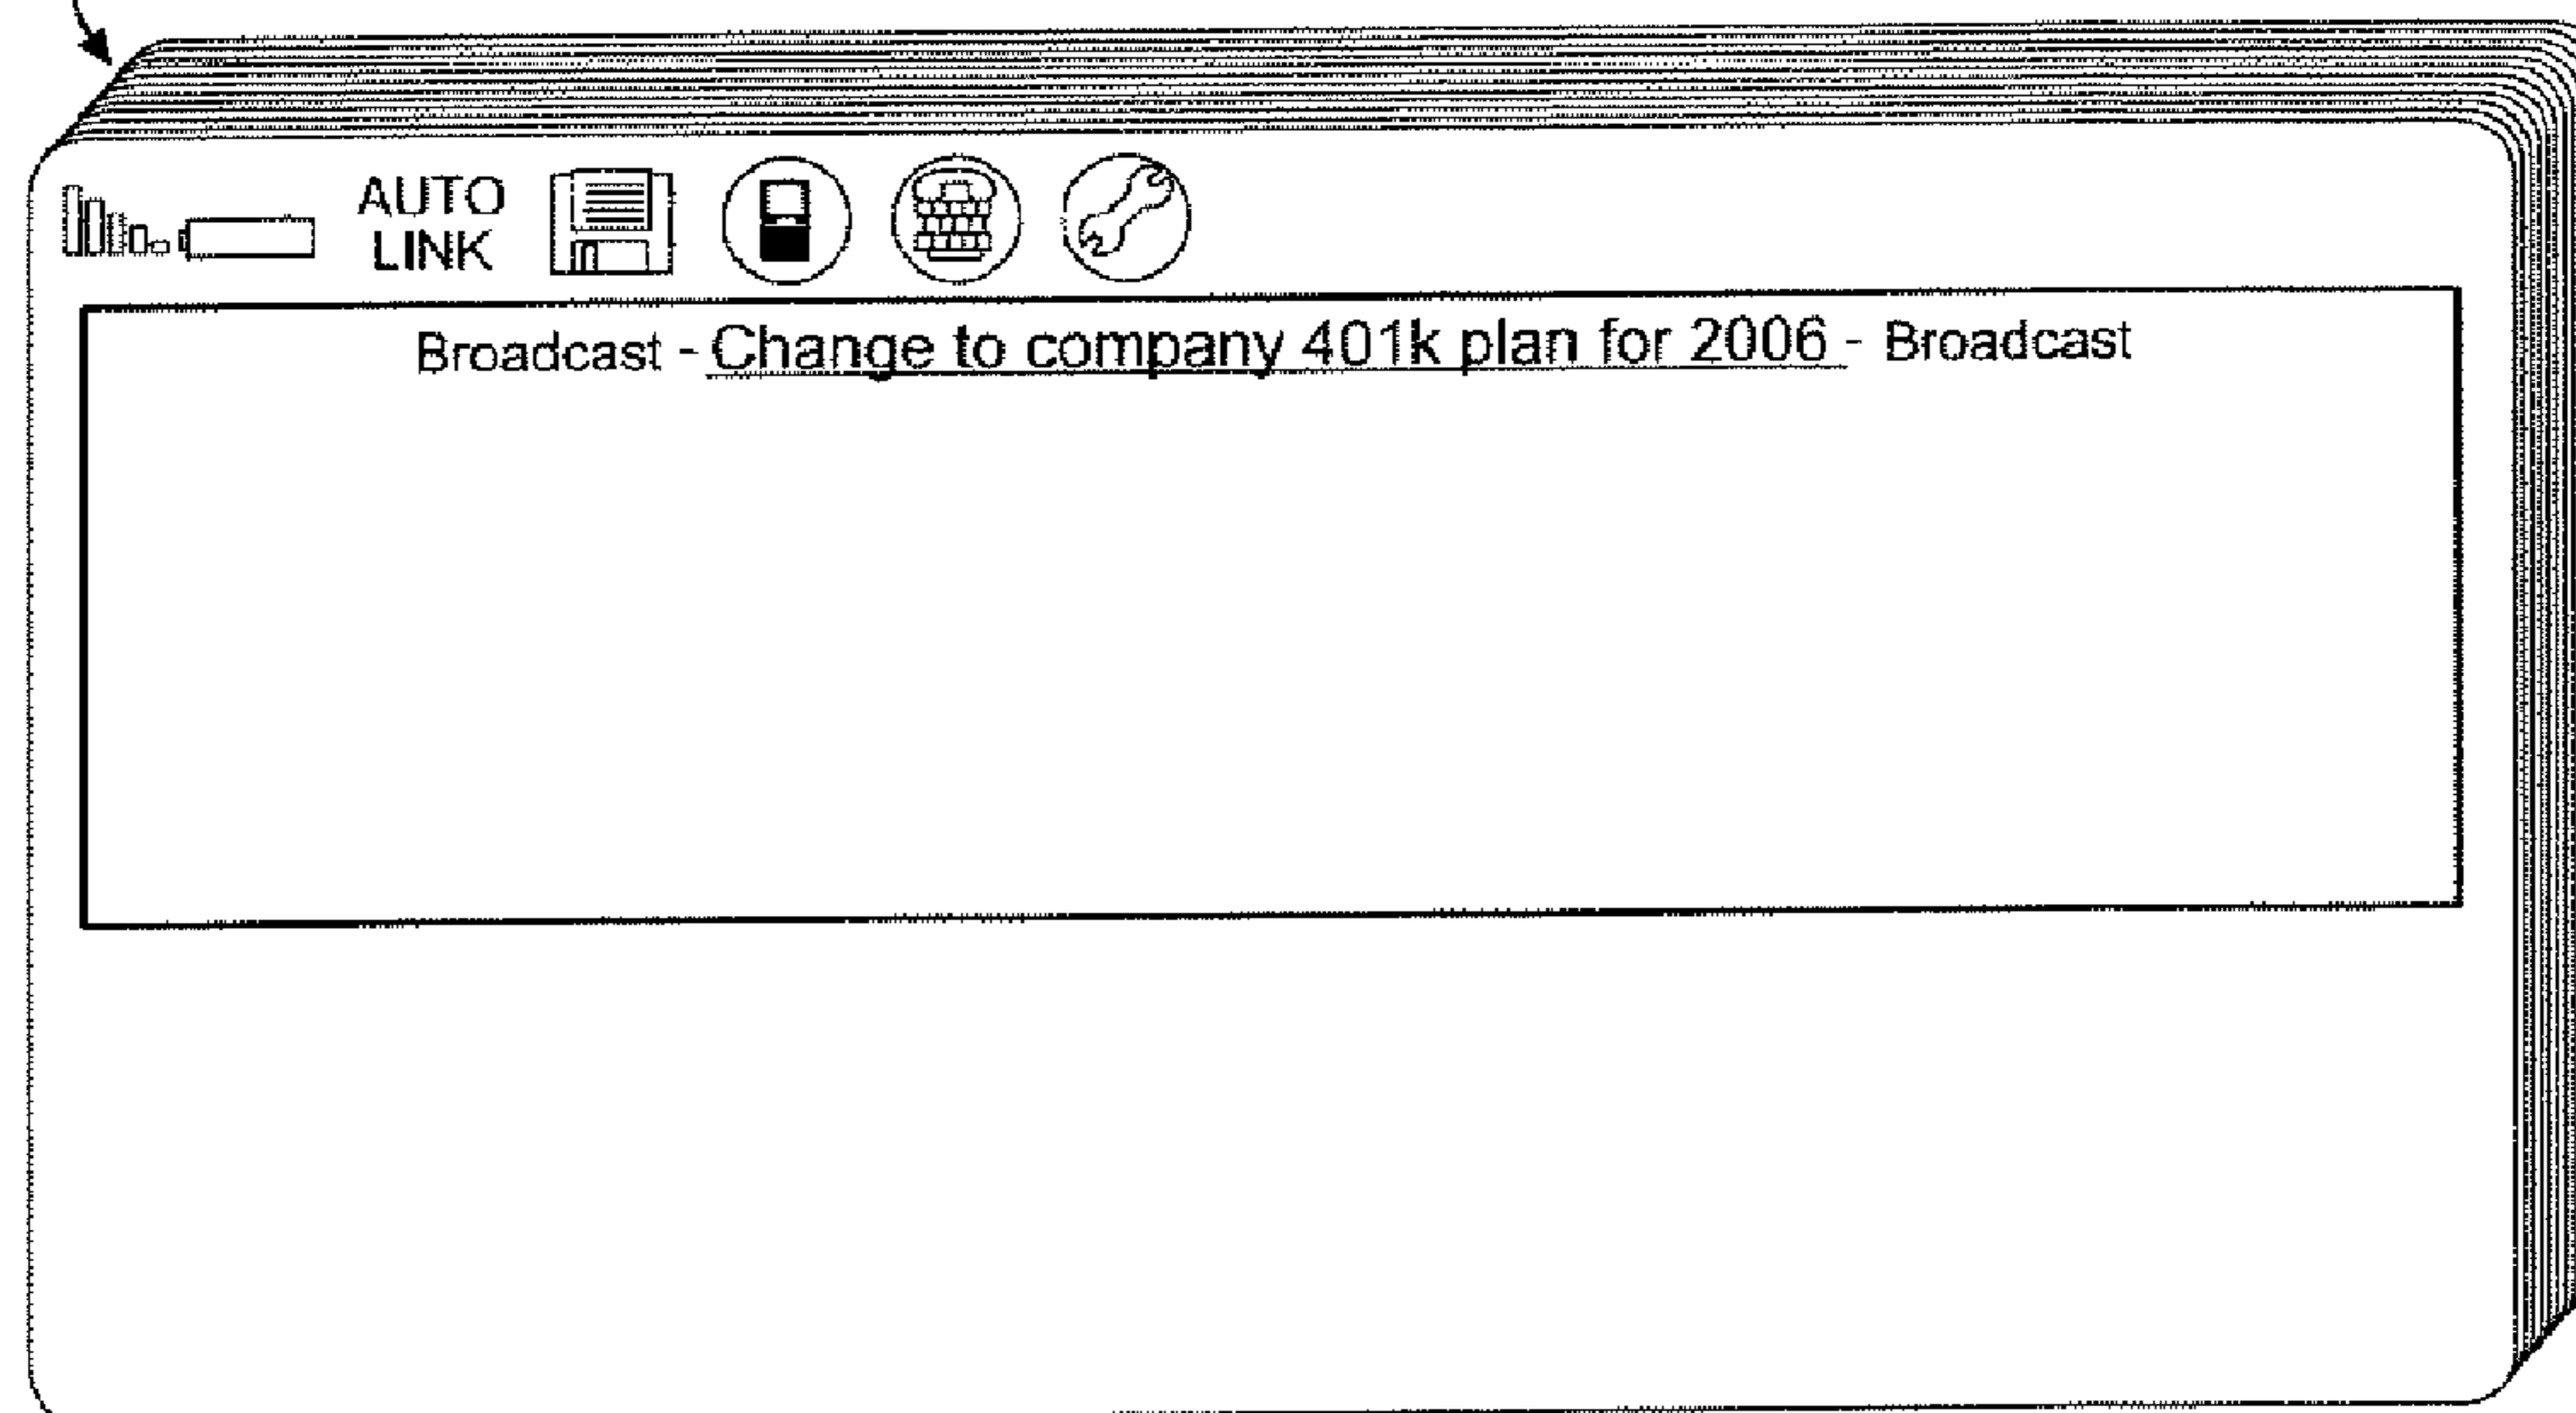 AUTO
LINK
Broadcast - Change to company 401k plan for 2006 - Broadcast